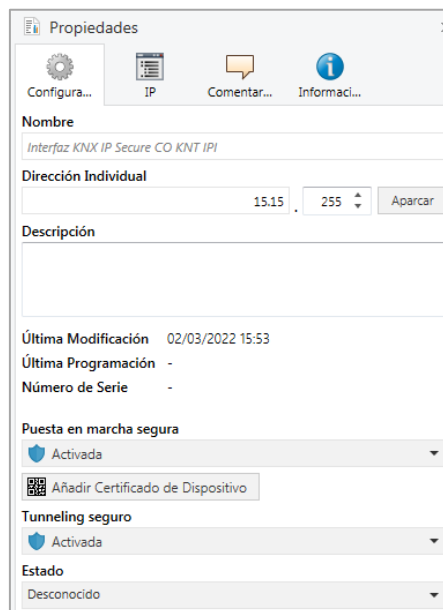 Propiedades
Configura... IP Comentar... Informaci...
Nombre
Interfaz KNX IP Secure CO KNT IPI
Dirección Individual
15.15 . 255 Aparcar
Descripción
Última Modificación 02/03/2022 15:53
Última Programación -
Número de Serie -
Puesta en marcha segura
Activada
Añadir Certificado de Dispositivo
Tunneling seguro
Activada
Estado
Desconocido